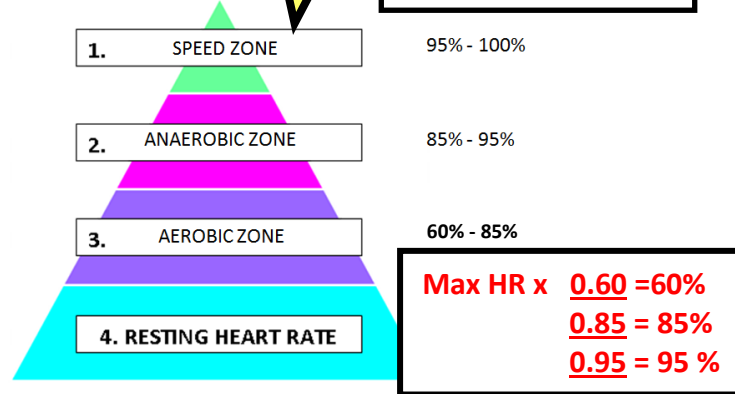 1. SPEED ZONE 95% - 100%
2. ANAEROBIC ZONE 85% - 95%
3. AEROBIC ZONE 60% - 85%
Max HR x 0.60 =60%
0.85 = 85%
4. RESTING HEART RATE
0.95 = 95 %